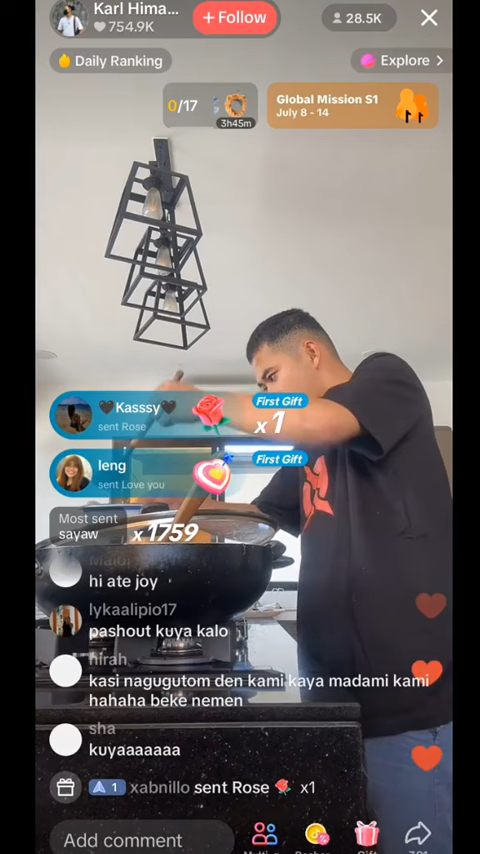 Karl Hima...
754.9K
+ Follow
28.5K
Daily Ranking
Explore >
0/17
3h45m
Global Mission S1
July 8 - 14
🖤Kasssy🖤
sent Rose
First Gift
x1
leng
sent Love you
First Gift
Most sent
sayaw
x1759
hi ate joy
lykaalipio17
pashout kuya kalo
hirah
kasi nagugutom den kami kaya madami kami
hahaha beke nemen
sha
kuyaaaaaaa
1 xabnillo sent Rose 🌹 x1
Add comment